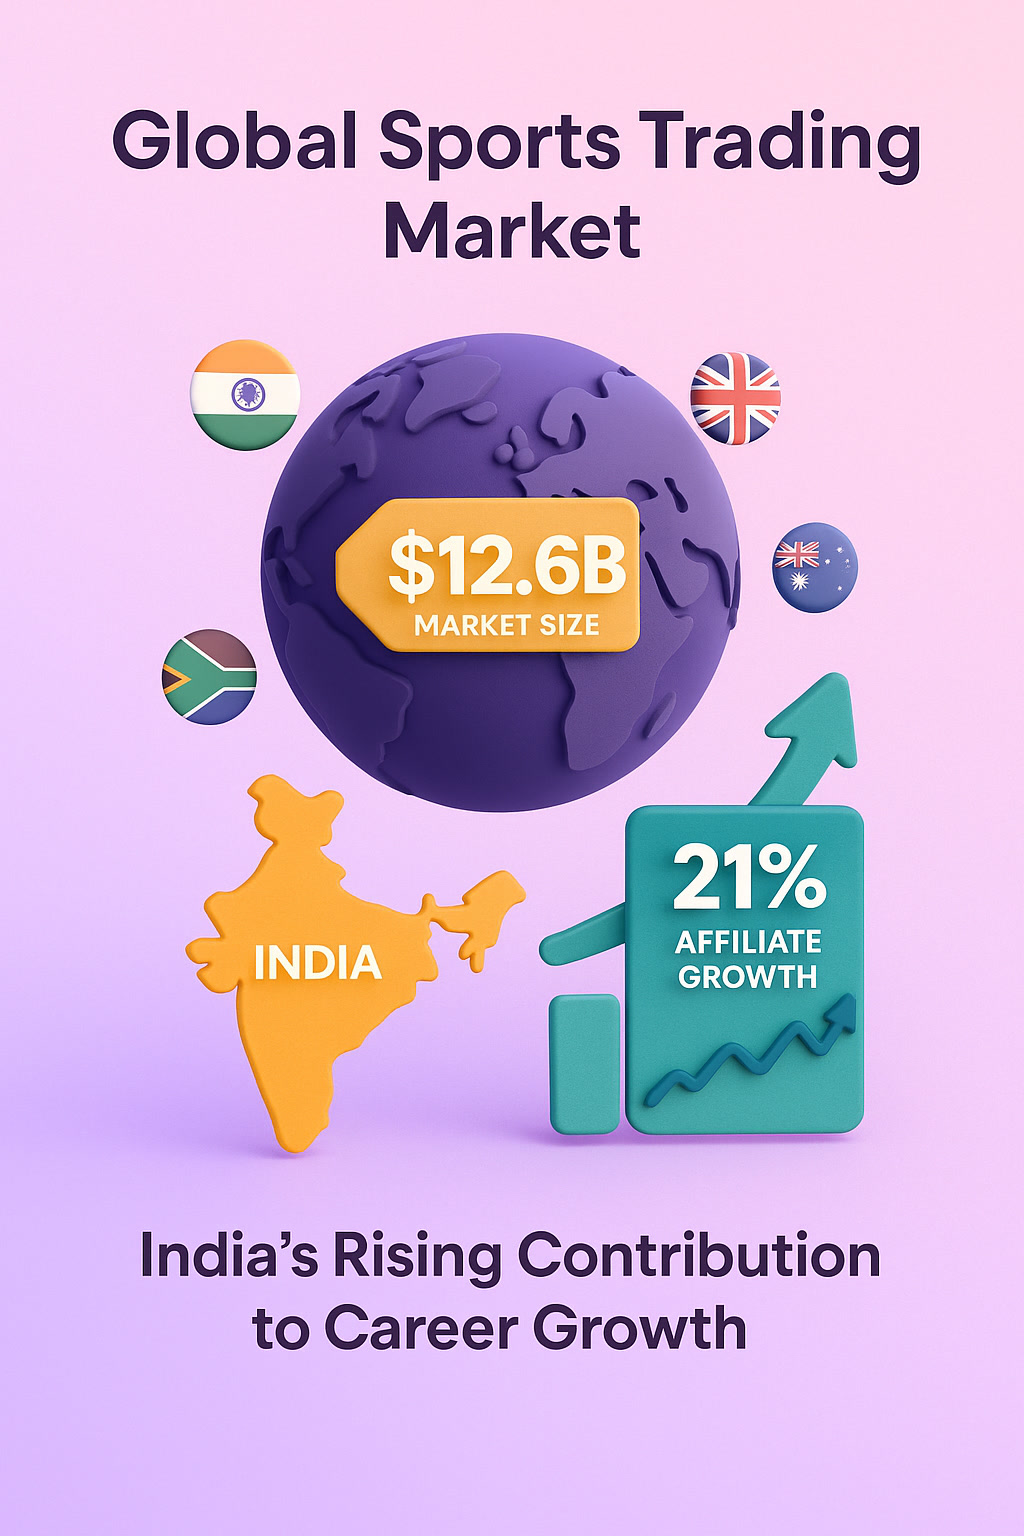 Global Sports Trading
Market
$12.6B
MARKET SIZE
INDIA
21%
AFFILIATE
GROWTH
India's Rising Contribution
to Career Growth